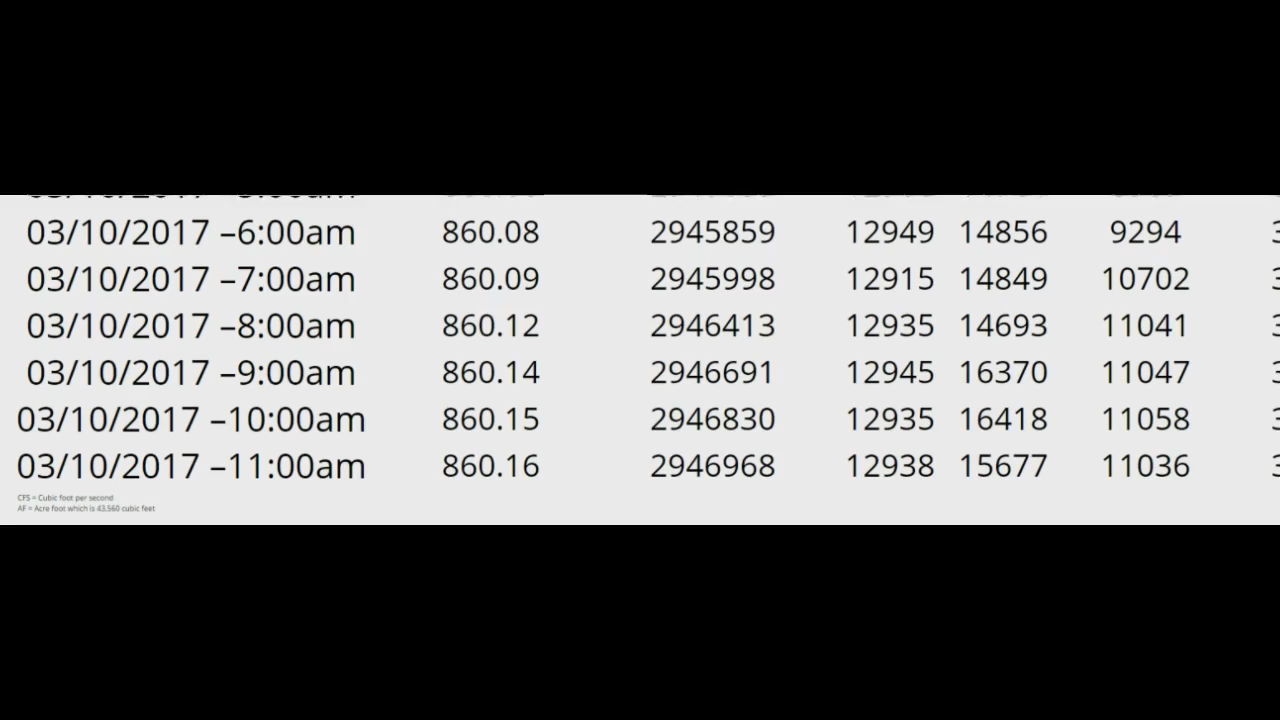 03/10/2017 –6:00am 860.08 2945859 12949 14856 9294
03/10/2017 –7:00am 860.09 2945998 12915 14849 10702
03/10/2017 –8:00am 860.12 2946413 12935 14693 11041
03/10/2017 –9:00am 860.14 2946691 12945 16370 11047
03/10/2017 –10:00am 860.15 2946830 12935 16418 11058
03/10/2017 –11:00am 860.16 2946968 12938 15677 11036
CFS = Cubic foot per second
AF = Acre foot which is 43,560 cubic feet